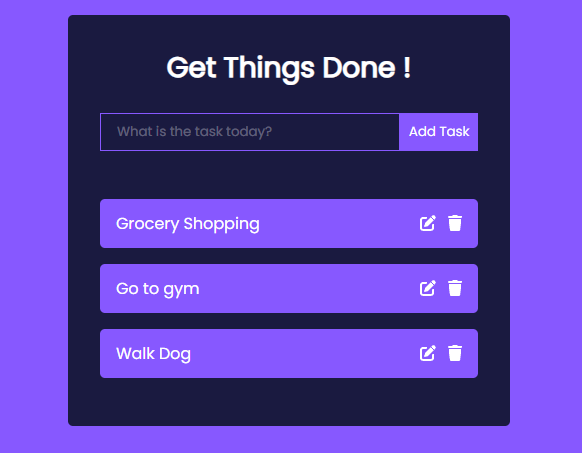 Get Things Done !
What is the task today?
Add Task
Grocery Shopping
Go to gym
Walk Dog